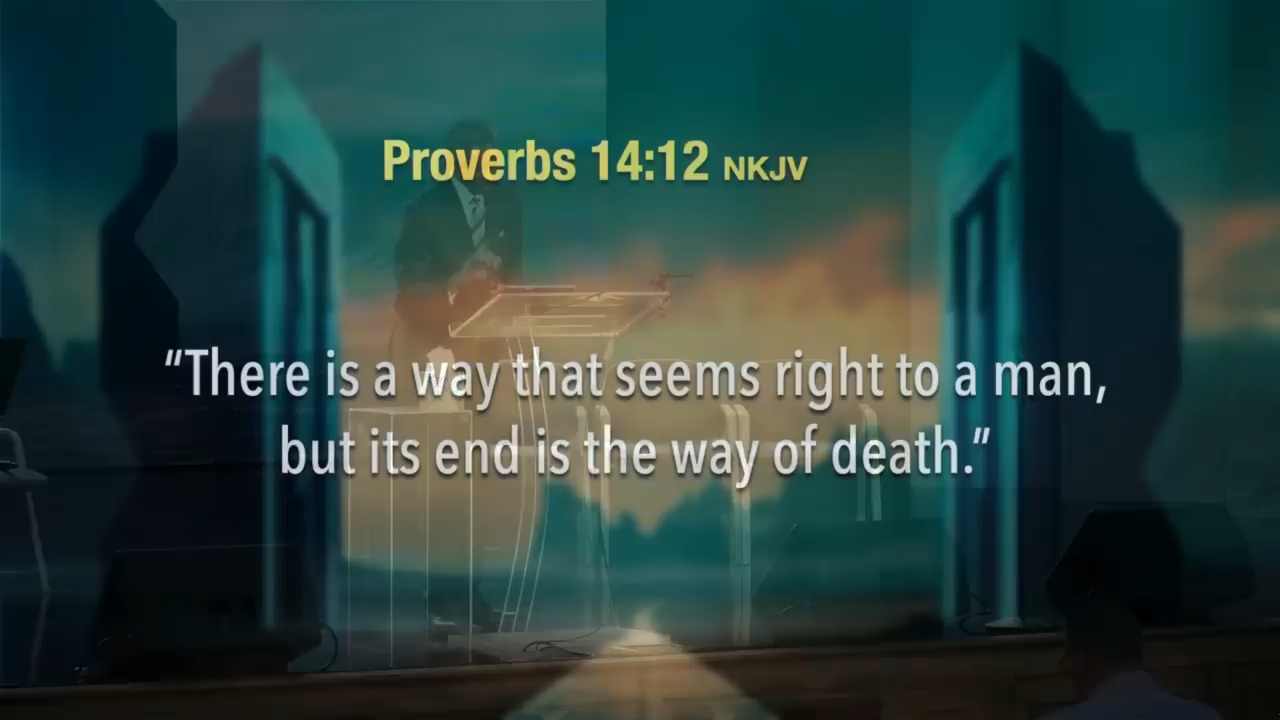 Proverbs 14:12 NKJV
“There is a way that seems right to a man,
but its end is the way of death.”